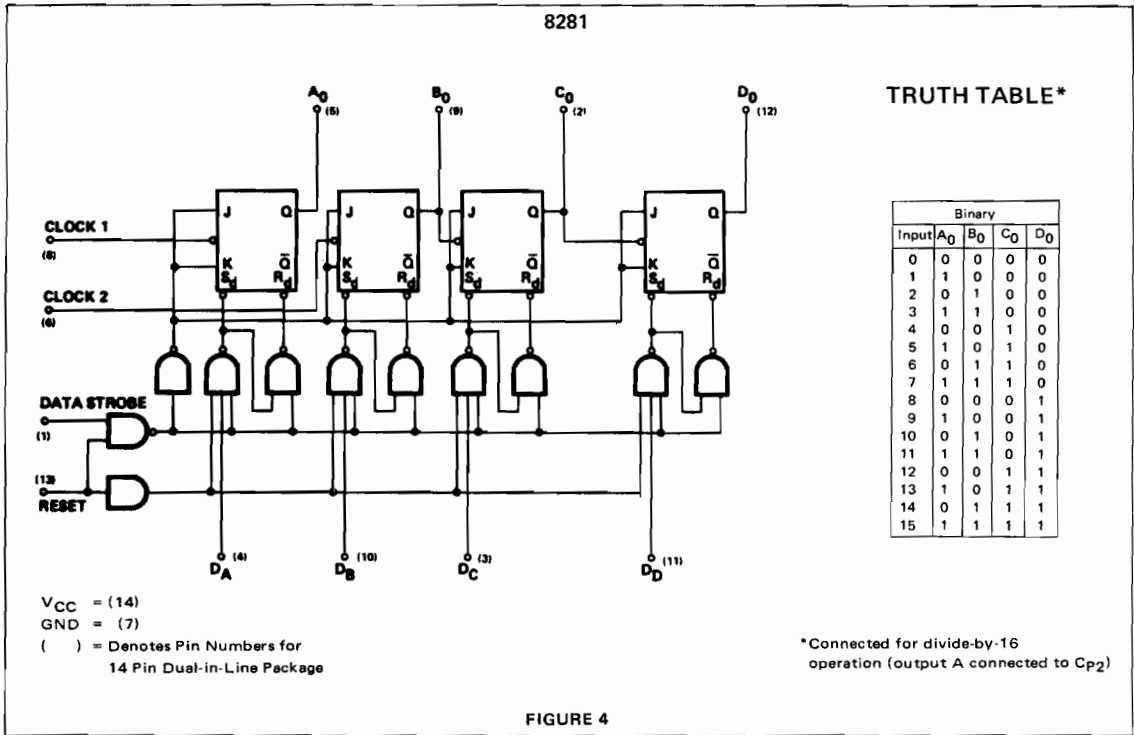 8281
A0 B0 C0 D0
(5) (9) (2) (12)
TRUTH TABLE*
J Q J Q J Q J Q
CLOCK 1
(8)
K Q̅ K Q̅ K Q̅ K Q̅
Sd Rd Sd Rd Sd Rd Sd Rd
CLOCK 2
(6)
DATA STROBE
(1)
(13)
RESET
(4) (10) (3) (11)
DA DB DC DD
Binary
Input A0 B0 C0 D0
0 0 0 0 0
1 1 0 0 0
2 0 1 0 0
3 1 1 0 0
4 0 0 1 0
5 1 0 1 0
6 0 1 1 0
7 1 1 1 0
8 0 0 0 1
9 1 0 0 1
10 0 1 0 1
11 1 1 0 1
12 0 0 1 1
13 1 0 1 1
14 0 1 1 1
15 1 1 1 1
VCC = (14)
GND = (7)
( ) = Denotes Pin Numbers for
14 Pin Dual-in-Line Package
*Connected for divide-by-16
operation (output A connected to CP2)
FIGURE 4